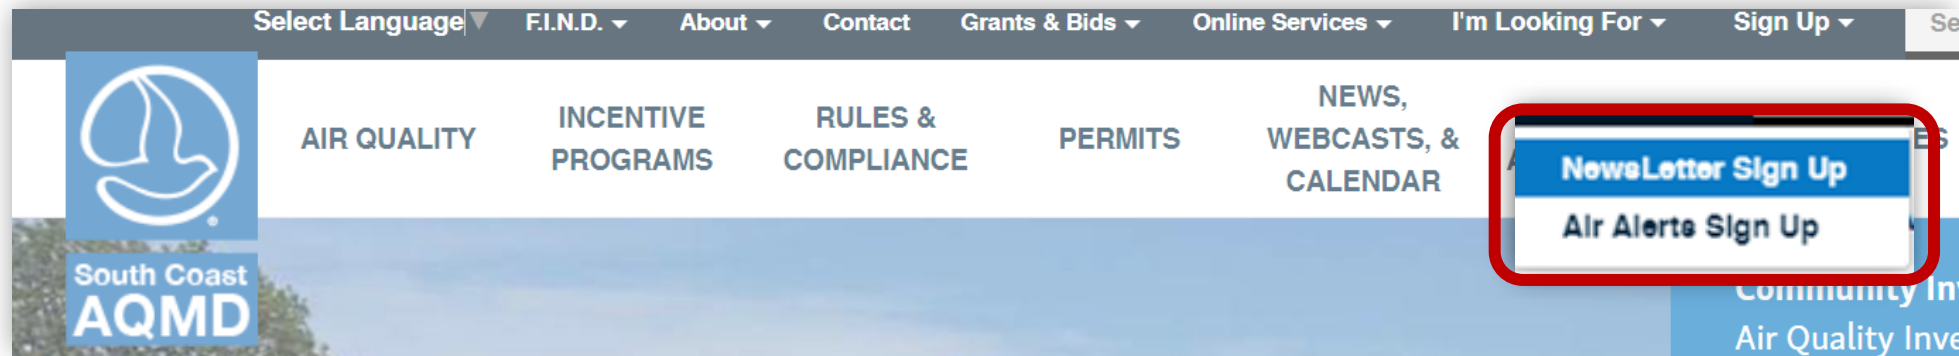 Select Language▼ F.I.N.D. About Contact Grants & Bids Online Services I'm Looking For Sign Up
AIR QUALITY
INCENTIVE
PROGRAMS
RULES &
COMPLIANCE
PERMITS
NEWS,
WEBCASTS, &
CALENDAR
NewsLetter Sign Up
Air Alerts Sign Up
South Coast
AQMD
®
Community
Air Quality